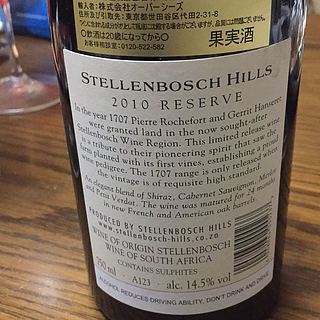 輸入者:株式会社オーバーシーズ
住所及び引取先:東京都世田谷区代田2-31-8
○飲酒は20歳になってから○
お客様相談室:0120-522-582
果実酒
STELLENBOSCH HILLS
2010 RESERVE
In the year 1707 Pierre Rochefort and Gerrit Hanseret
were granted land in the now sought-after
Stellenbosch Wine Region. This limited release wine
is a tribute to their pioneering spirit that saw the
farm planted with its first vines, establishing a proud
wine pedigree. The 1707 range is only released when
the vintage is of requisite high standard.
An elegant blend of Shiraz, Cabernet Sauvignon, Merlot
and Petit Verdot. The wine was matured for 24 months
in new French and American oak barrels.
PRODUCED BY STELLENBOSCH HILLS
www.stellenbosch-hills.co.za
WINE OF ORIGIN STELLENBOSCH
WINE OF SOUTH AFRICA
CONTAINS SULPHITES
750 ml - A123 - alc. 14.5% vol
ALCOHOL REDUCES DRIVING ABILITY, DON'T DRINK AND DRIVE